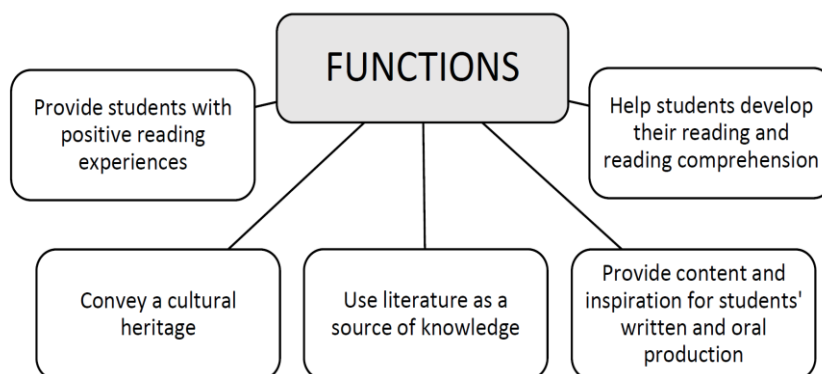 FUNCTIONS
Provide students with
positive reading
experiences
Help students develop
their reading and
reading comprehension
Convey a cultural
heritage
Use literature as a
source of knowledge
Provide content and
inspiration for students'
written and oral
production